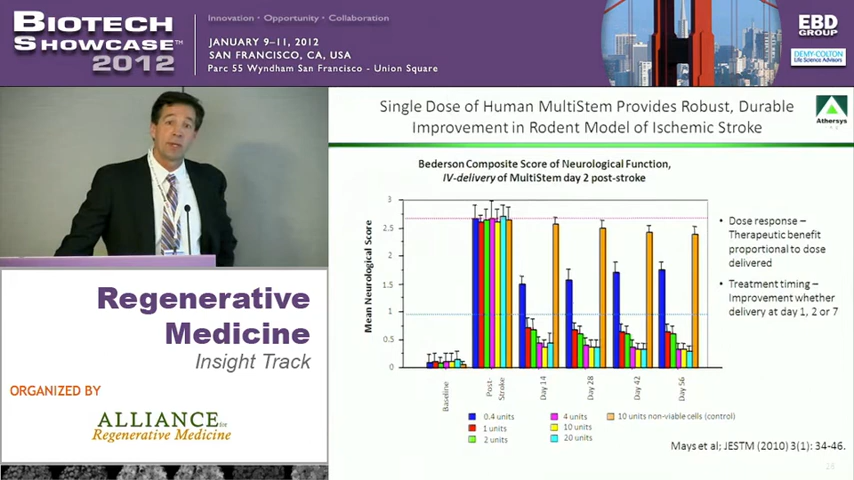 BIOTECH
SHOWCASE™
2012
Innovation • Opportunity • Collaboration
JANUARY 9–11, 2012
SAN FRANCISCO, CA, USA
Parc 55 Wyndham San Francisco - Union Square
EBD
GROUP
DEMY-COLTON
Life Science Advisors
Single Dose of Human MultiStem Provides Robust, Durable
Improvement in Rodent Model of Ischemic Stroke
Athersys
Bederson Composite Score of Neurological Function,
IV-delivery of MultiStem day 2 post-stroke
Mean Neurological Score
3
2.5
2
1.5
1
0.5
0
Baseline
Post-
Stroke
Day 14
Day 28
Day 42
Day 56
0.4 units
1 units
2 units
4 units
10 units
20 units
10 units non-viable cells (control)
• Dose response –
Therapeutic benefit
proportional to dose
delivered
• Treatment timing –
Improvement whether
delivery at day 1, 2 or 7
Mays et al; JESTM (2010) 3(1): 34-46.
26
Regenerative
Medicine
Insight Track
ORGANIZED BY
ALLIANCE for
Regenerative Medicine